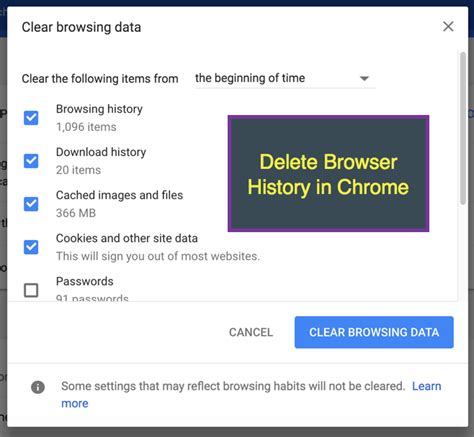 Clear browsing data
Clear the following items from the beginning of time
Browsing history
1,096 items
Download history
20 items
Cached images and files
366 MB
Delete Browser
History in Chrome
Cookies and other site data
This will sign you out of most websites.
Passwords
91 passwords
CANCEL CLEAR BROWSING DATA
Some settings that may reflect browsing habits will not be cleared. Learn
more